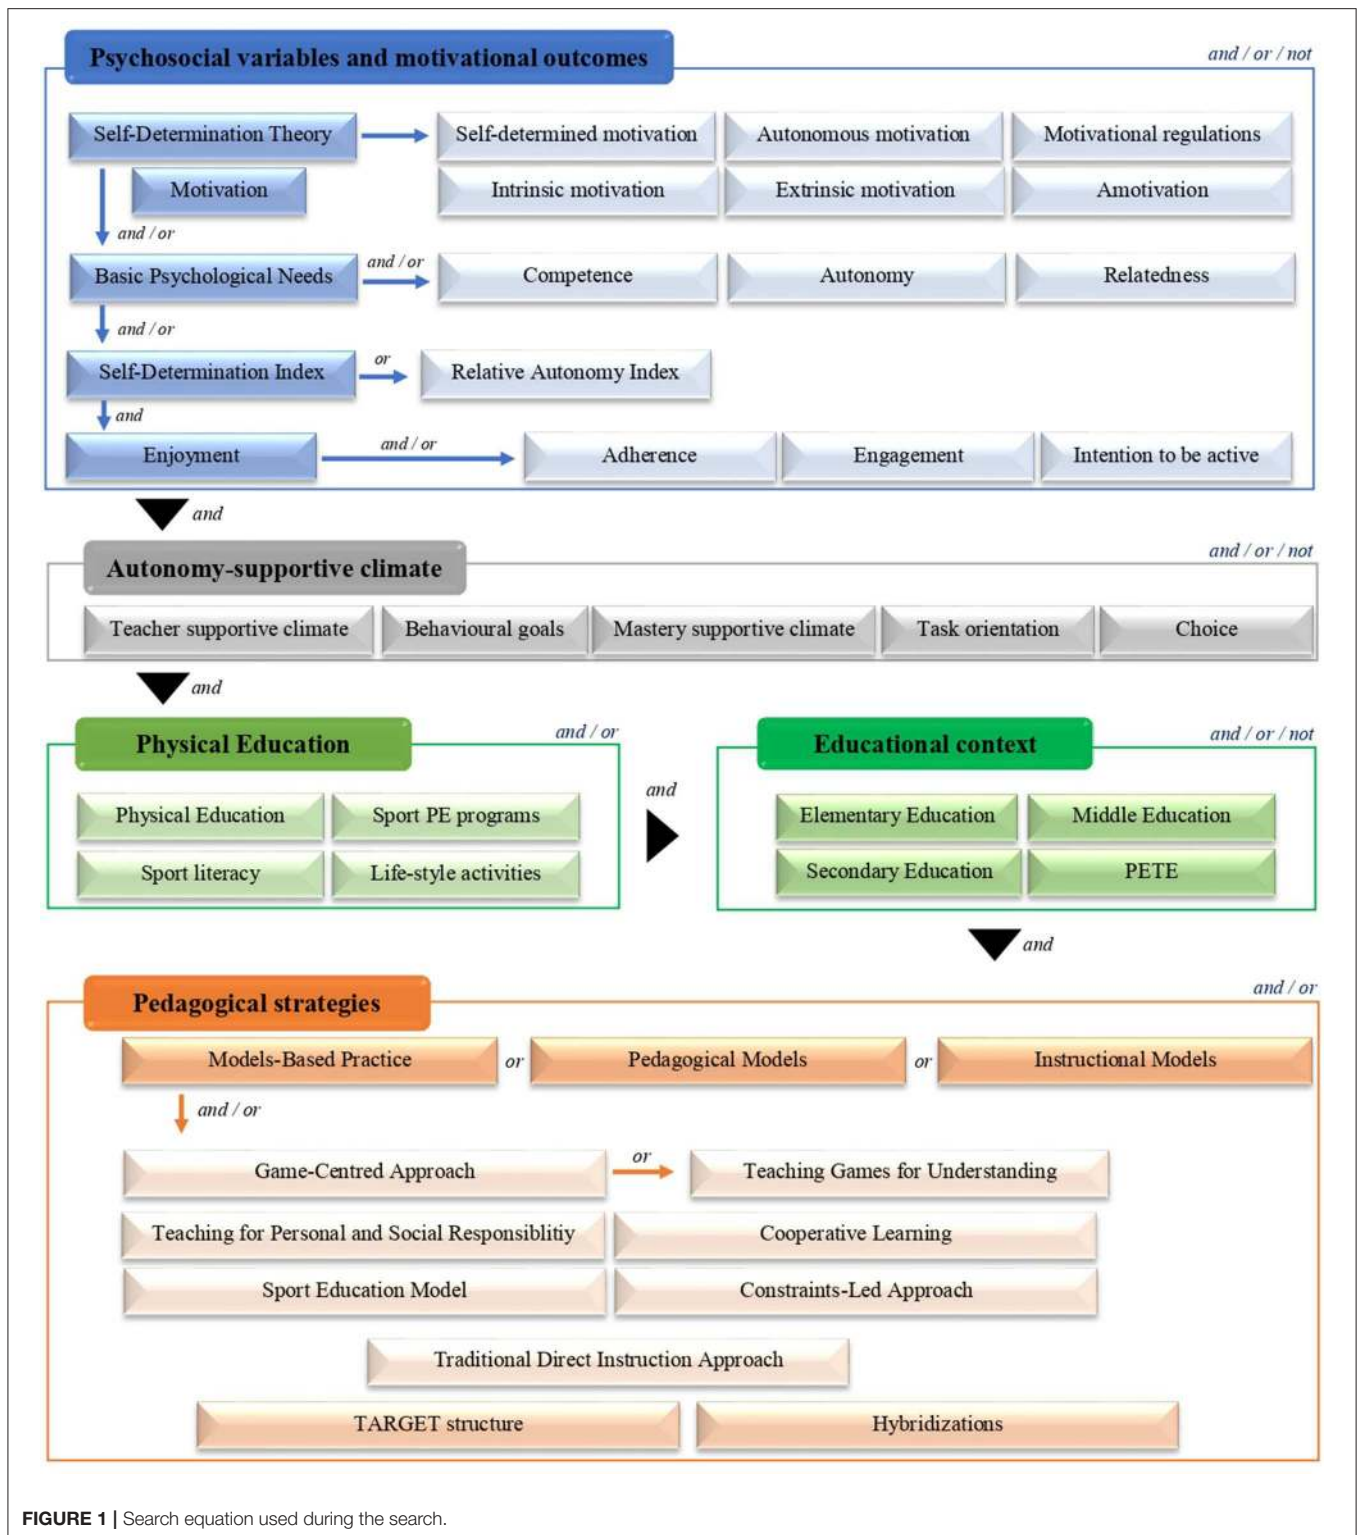 Psychosocial variables and motivational outcomes
and / or / not
Self-Determination Theory
Self-determined motivation
Autonomous motivation
Motivational regulations
Motivation
Intrinsic motivation
Extrinsic motivation
Amotivation
and / or
Basic Psychological Needs
and / or
Competence
Autonomy
Relatedness
and / or
Self-Determination Index
or
Relative Autonomy Index
and
Enjoyment
and / or
Adherence
Engagement
Intention to be active
and
Autonomy-supportive climate
and / or / not
Teacher supportive climate
Behavioural goals
Mastery supportive climate
Task orientation
Choice
and
Physical Education
and / or
Physical Education
Sport PE programs
Sport literacy
Life-style activities
and
Educational context
and / or / not
Elementary Education
Middle Education
Secondary Education
PETE
and
Pedagogical strategies
and / or
Models-Based Practice
or
Pedagogical Models
or
Instructional Models
and / or
Game-Centred Approach
or
Teaching Games for Understanding
Teaching for Personal and Social Responsiblitiy
Cooperative Learning
Sport Education Model
Constraints-Led Approach
Traditional Direct Instruction Approach
TARGET structure
Hybridizations
FIGURE 1 | Search equation used during the search.